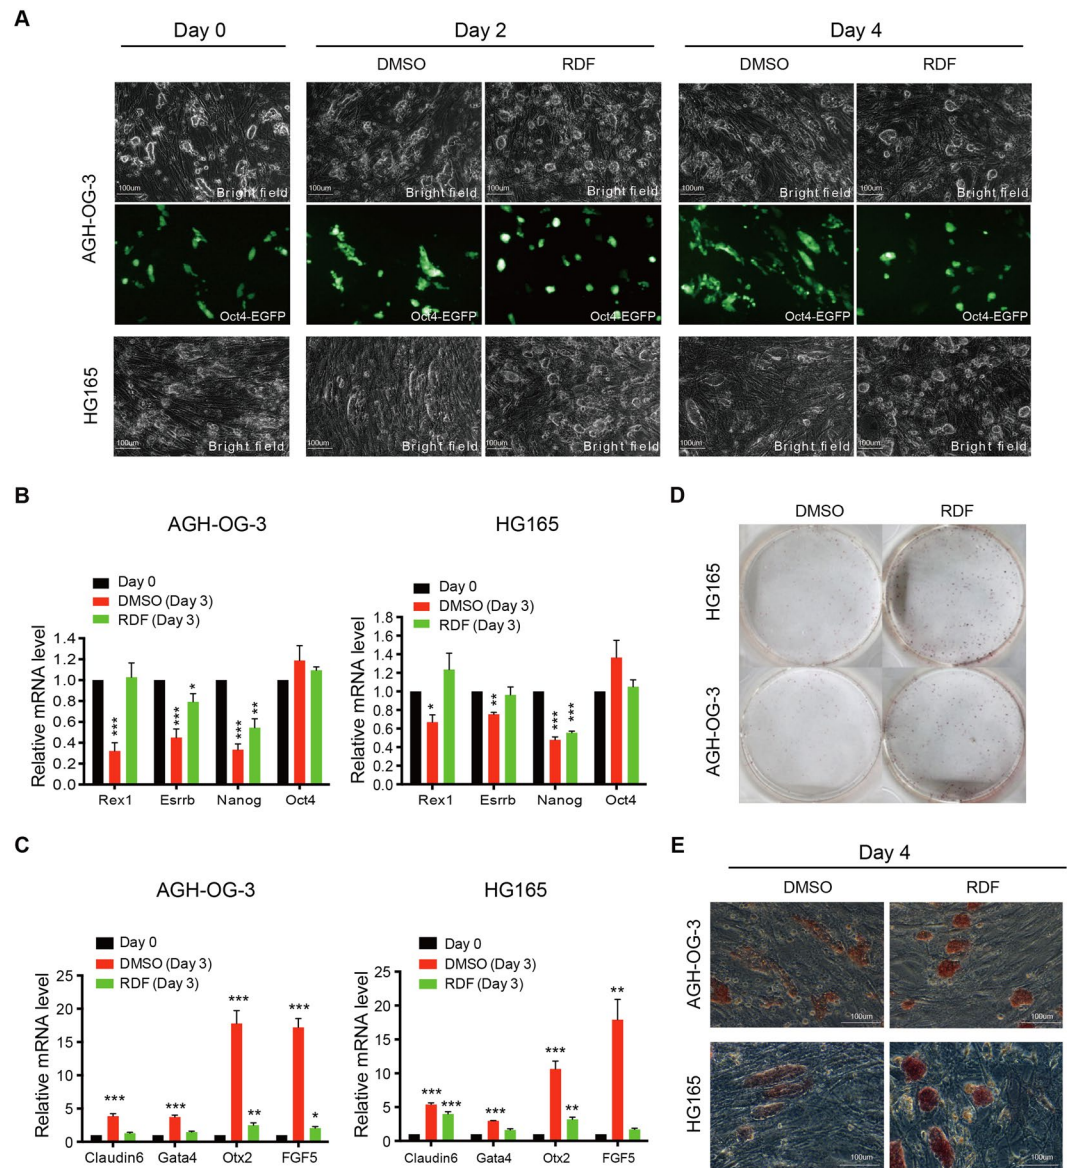 A
Day 0
Day 2
Day 4
DMSO
RDF
DMSO
RDF
AGH-OG-3
100um
Bright field
100um
Bright field
100um
Bright field
100um
Bright field
100um
Bright field
Oct4-EGFP
Oct4-EGFP
Oct4-EGFP
Oct4-EGFP
Oct4-EGFP
HG165
100um
Bright field
100um
Bright field
100um
Bright field
100um
Bright field
100um
Bright field
B
AGH-OG-3
Day 0
DMSO (Day 3)
RDF (Day 3)
Relative mRNA level
1.4
1.2
1.0
0.8
0.6
0.4
0.2
0.0
***
***
*
***
**
Rex1 Esrrb Nanog Oct4
HG165
Day 0
DMSO (Day 3)
RDF (Day 3)
Relative mRNA level
1.8
1.6
1.4
1.2
1.0
0.8
0.6
0.4
0.2
0.0
*
**
***
***
Rex1 Esrrb Nanog Oct4
C
AGH-OG-3
Day 0
DMSO (Day 3)
RDF (Day 3)
Relative mRNA level
25
20
15
10
5
0
***
***
***
**
***
*
Claudin6 Gata4 Otx2 FGF5
HG165
Day 0
DMSO (Day 3)
RDF (Day 3)
Relative mRNA level
25
20
15
10
5
0
***
***
***
***
**
**
Claudin6 Gata4 Otx2 FGF5
D
DMSO
RDF
HG165
AGH-OG-3
E
Day 4
DMSO
RDF
AGH-OG-3
100um
100um
HG165
100um
100um